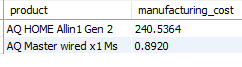 product manufacturing_cost
AQ HOME Allin1 Gen 2 240.5364
AQ Master wired x1 Ms 0.8920